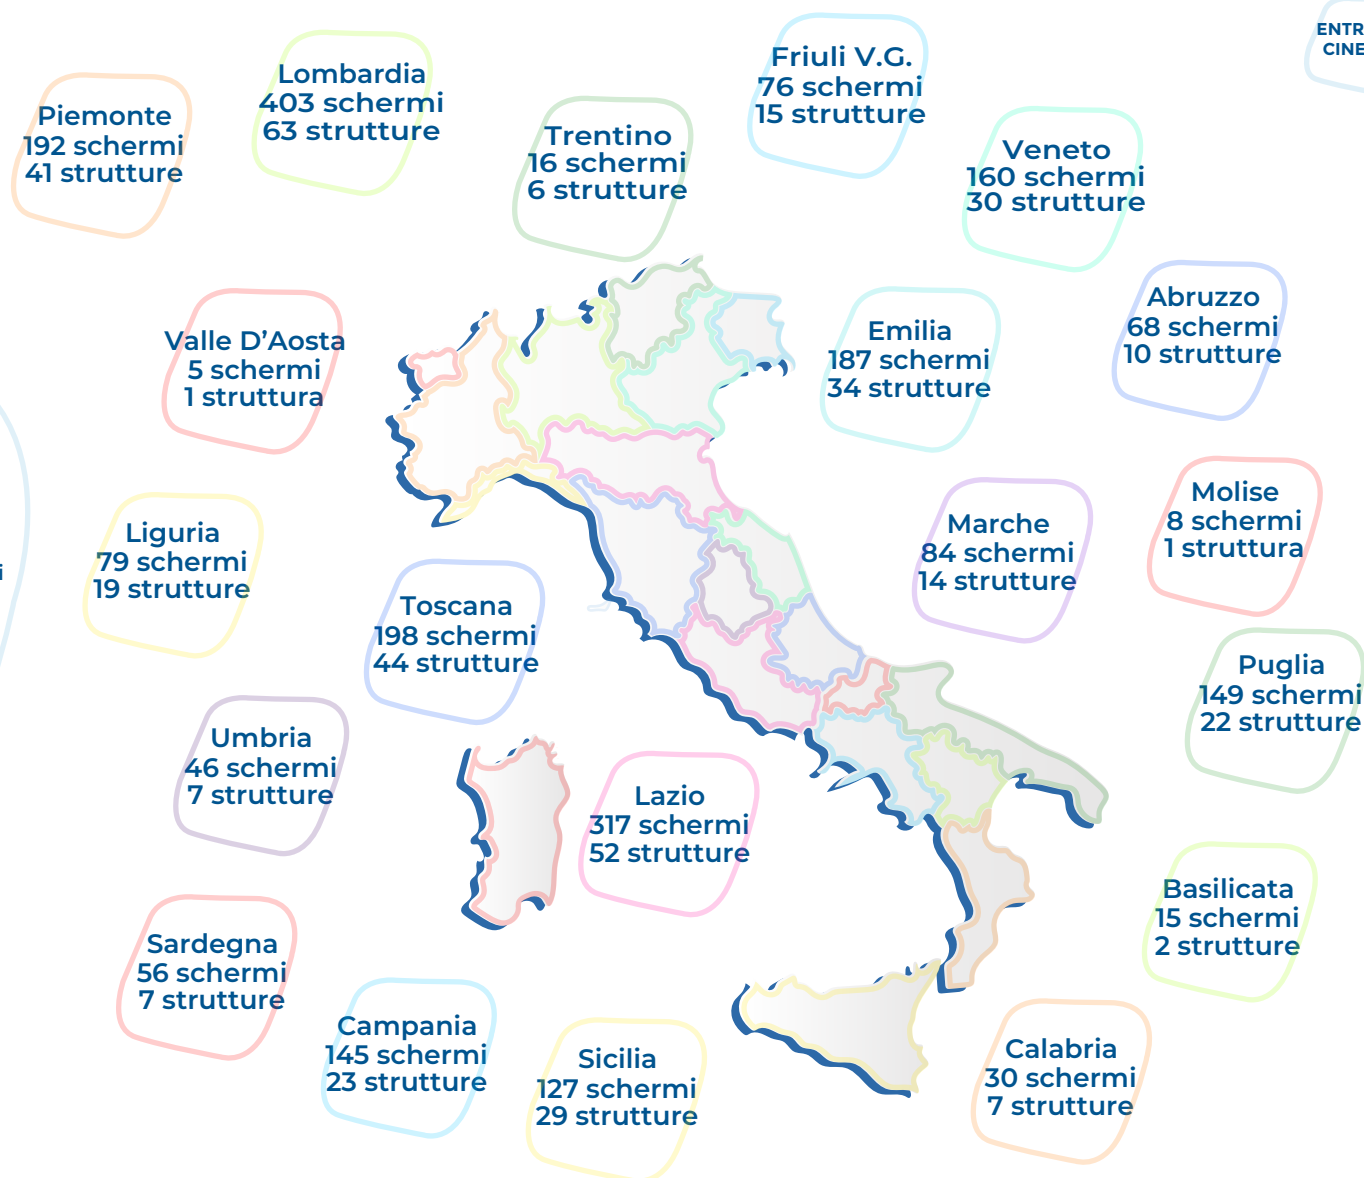 ENTR
CINE
Friuli V.G.
76 schermi
15 strutture
Lombardia
403 schermi
63 strutture
Piemonte
192 schermi
41 strutture
Trentino
16 schermi
6 strutture
Veneto
160 schermi
30 strutture
Abruzzo
68 schermi
10 strutture
Emilia
187 schermi
34 strutture
Valle D’Aosta
5 schermi
1 struttura
Molise
8 schermi
1 struttura
Marche
84 schermi
14 strutture
Liguria
79 schermi
19 strutture
i
Toscana
198 schermi
44 strutture
Puglia
149 schermi
22 strutture
Umbria
46 schermi
7 strutture
Lazio
317 schermi
52 strutture
Basilicata
15 schermi
2 strutture
Sardegna
56 schermi
7 strutture
Campania
145 schermi
23 strutture
Sicilia
127 schermi
29 strutture
Calabria
30 schermi
7 strutture